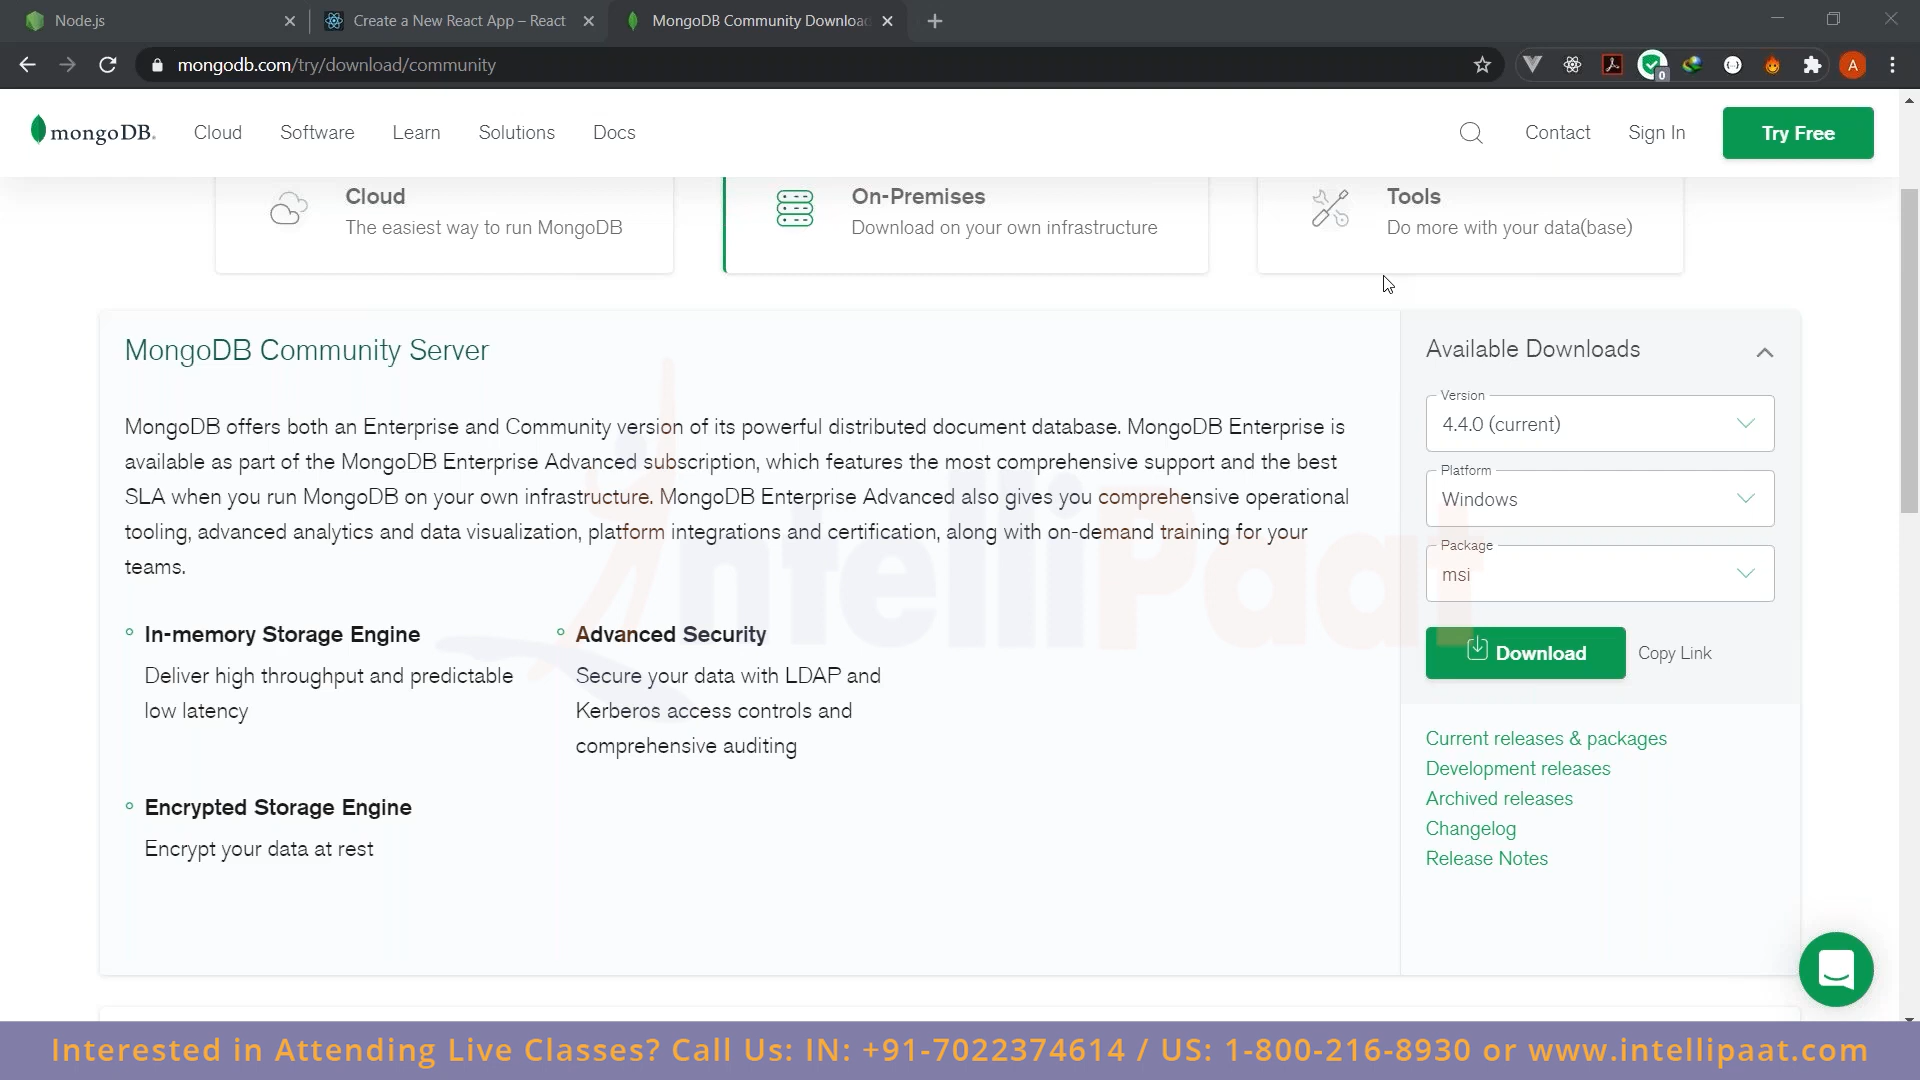 Node.js
Create a New React App – React
MongoDB Community Download
mongodb.com/try/download/community
0
A
mongoDB.
Cloud
Software
Learn
Solutions
Docs
Contact
Sign In
Try Free
Cloud
The easiest way to run MongoDB
On-Premises
Download on your own infrastructure
Tools
Do more with your data(base)
MongoDB Community Server
MongoDB offers both an Enterprise and Community version of its powerful distributed document database. MongoDB Enterprise is
available as part of the MongoDB Enterprise Advanced subscription, which features the most comprehensive support and the best
SLA when you run MongoDB on your own infrastructure. MongoDB Enterprise Advanced also gives you comprehensive operational
tooling, advanced analytics and data visualization, platform integrations and certification, along with on-demand training for your
teams.
In-memory Storage Engine
Deliver high throughput and predictable
low latency
Advanced Security
Secure your data with LDAP and
Kerberos access controls and
comprehensive auditing
Encrypted Storage Engine
Encrypt your data at rest
Available Downloads
Version
4.4.0 (current)
Platform
Windows
Package
msi
Download
Copy Link
Current releases & packages
Development releases
Archived releases
Changelog
Release Notes
IntelliPaat
Interested in Attending Live Classes? Call Us: IN: +91-7022374614 / US: 1-800-216-8930 or www.intellipaat.com